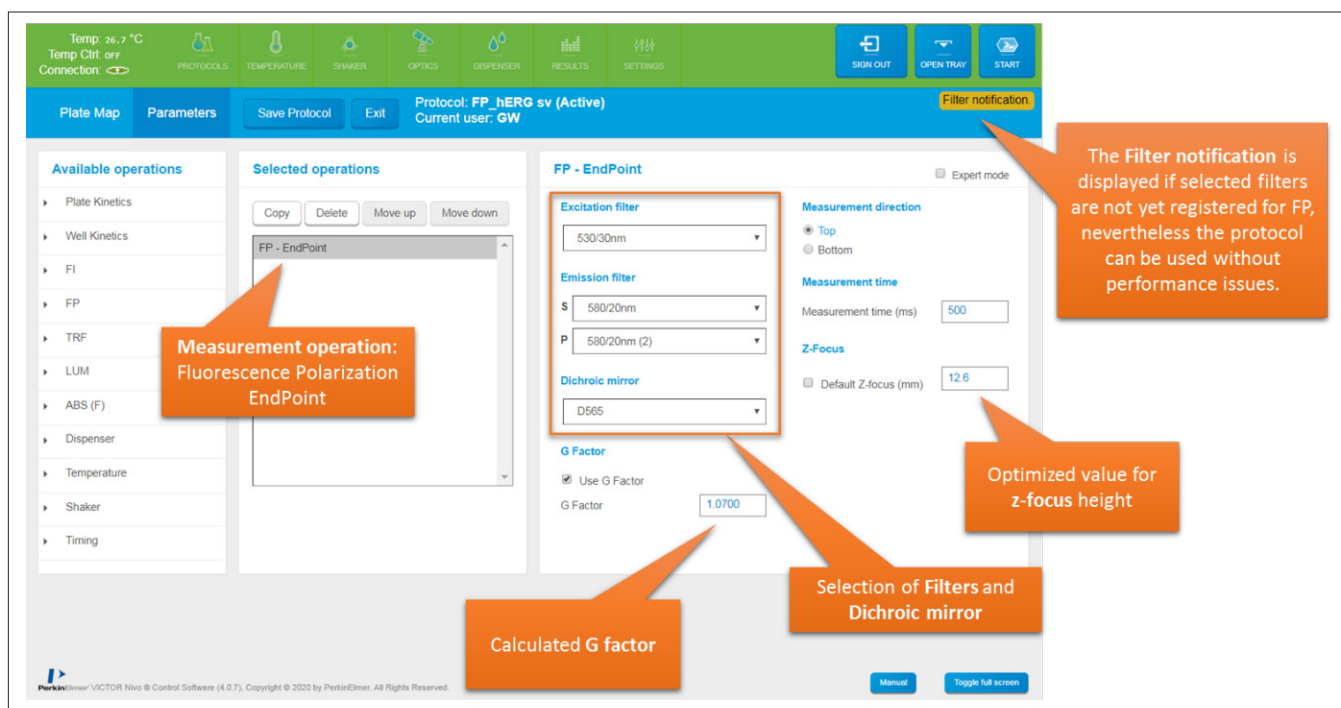 Temp: 26.7 °C
Temp Ctrl: OFF
Connection:
PROTOCOLS
TEMPERATURE
SHAKER
OPTICS
DISPENSER
RESULTS
SETTINGS
SIGN OUT
OPEN TRAY
START
Plate Map
Parameters
Save Protocol
Exit
Protocol: FP_hERG sv (Active)
Current user: GW
Filter notification.
The Filter notification is
displayed if selected filters
are not yet registered for FP,
nevertheless the protocol
can be used without
performance issues.
Available operations
Plate Kinetics
Well Kinetics
FI
FP
TRF
LUM
ABS (F)
Dispenser
Temperature
Shaker
Timing
Selected operations
Copy
Delete
Move up
Move down
FP - EndPoint
Measurement operation:
Fluorescence Polarization
EndPoint
FP - EndPoint
Expert mode
Excitation filter
530/30nm
Emission filter
S 580/20nm
P 580/20nm (2)
Dichroic mirror
D565
G Factor
Use G Factor
G Factor 1.0700
Measurement direction
Top
Bottom
Measurement time
Measurement time (ms) 500
Z-Focus
Default Z-focus (mm) 12.6
Optimized value for
z-focus height
Selection of Filters and
Dichroic mirror
Calculated G factor
PerkinElmer VICTOR Nivo ® Control Software (4.0.7), Copyright © 2020 by PerkinElmer. All Rights Reserved.
Manual
Toggle full screen